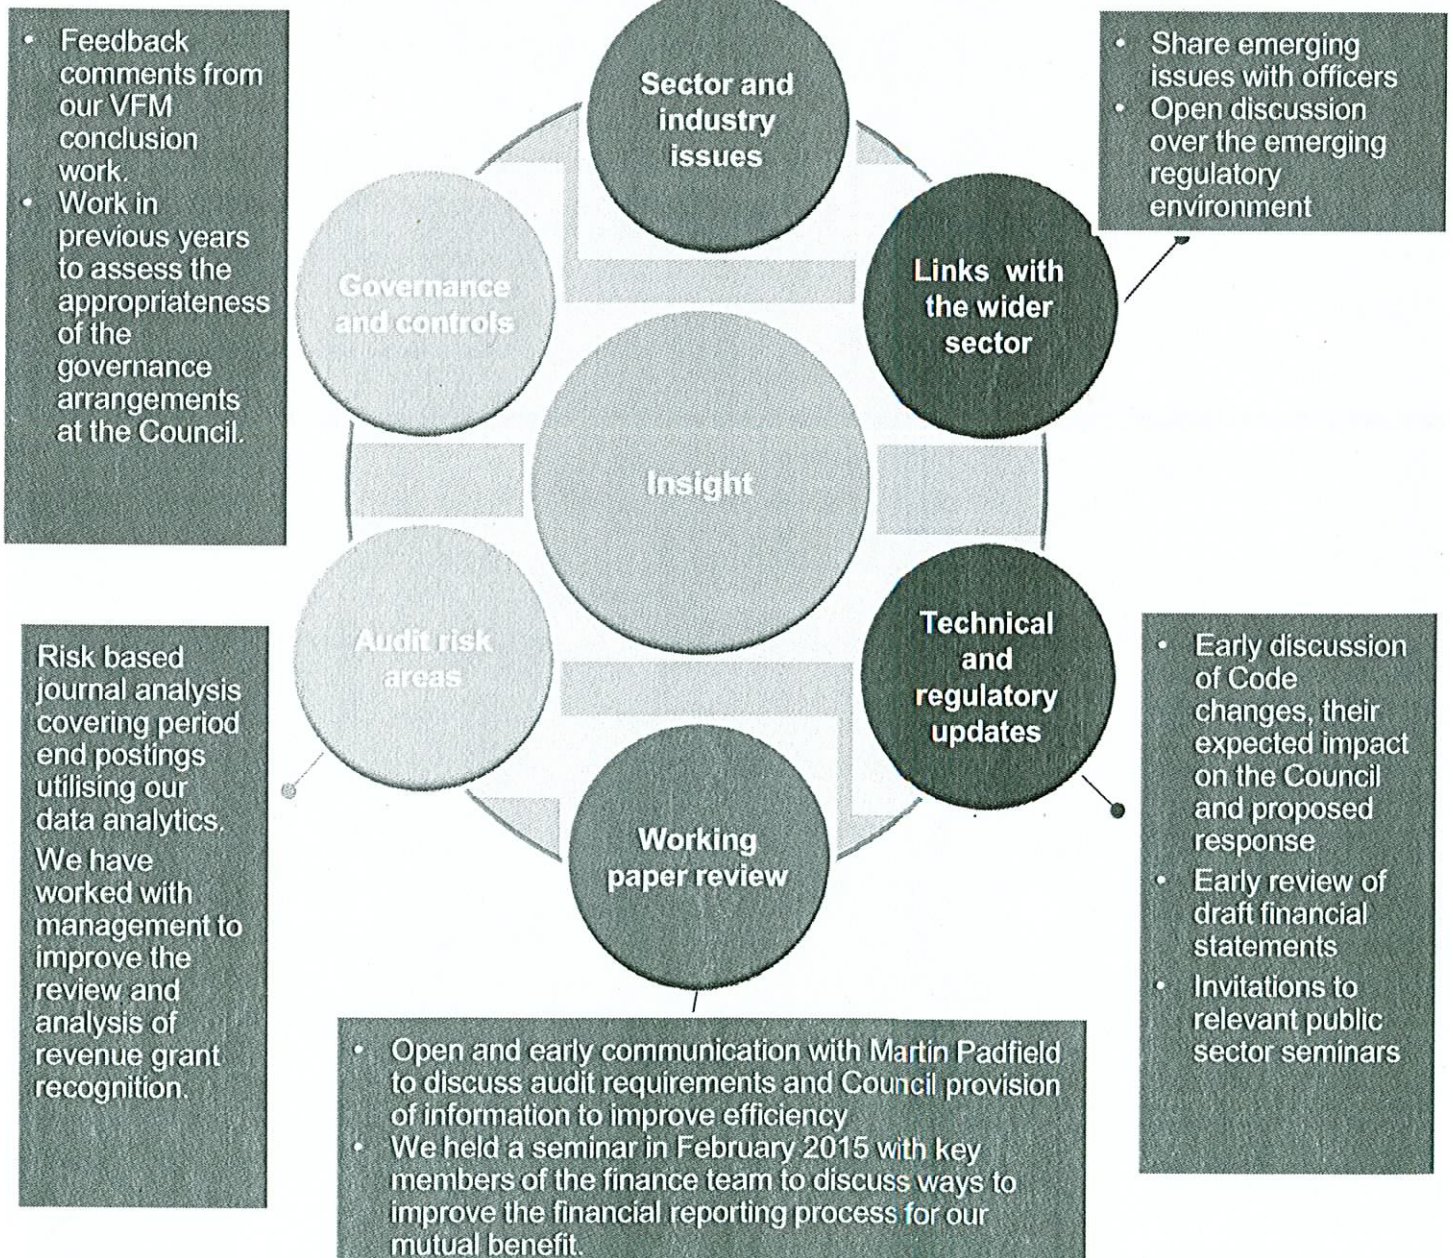 • Feedback
comments from
our VFM
conclusion
work.
• Work in
previous years
to assess the
appropriateness
of the
governance
arrangements
at the Council.
Sector and
industry
issues
• Share emerging
issues with officers
• Open discussion
over the emerging
regulatory
environment
Governance
and controls
Links with
the wider
sector
Insight
Audit risk
areas
Technical
and
regulatory
updates
Working
paper review
Risk based
journal analysis
covering period
end postings
utilising our
data analytics.
We have
worked with
management to
improve the
review and
analysis of
revenue grant
recognition.
• Early discussion
of Code
changes, their
expected impact
on the Council
and proposed
response
• Early review of
draft financial
statements
• Invitations to
relevant public
sector seminars
• Open and early communication with Martin Padfield
to discuss audit requirements and Council provision
of information to improve efficiency
• We held a seminar in February 2015 with key
members of the finance team to discuss ways to
improve the financial reporting process for our
mutual benefit.